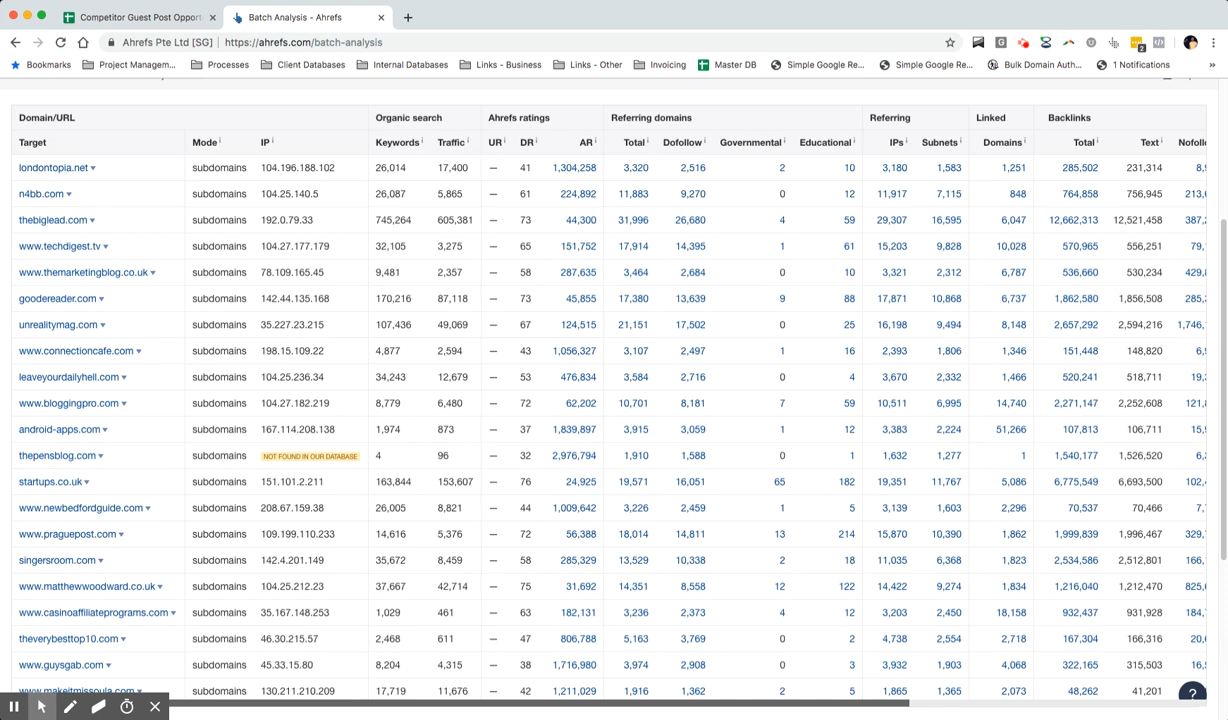 Competitor Guest Post Opport
Batch Analysis - Ahrefs
Ahrefs Pte Ltd [SG] | https://ahrefs.com/batch-analysis
Bookmarks Project Managem... Processes Client Databases Internal Databases Links - Business Links - Other Invoicing Master DB Simple Google Re... Simple Google Re... Bulk Domain Auth... 1 Notifications »
Domain/URL Organic search Ahrefs ratings Referring domains Referring Linked Backlinks
Target Mode IP Keywords Traffic UR DR AR Total Dofollow Governmental Educational IPs Subnets Domains Total Text Nofollo
londontopia.net subdomains 104.196.188.102 26,014 17,400 — 41 1,304,258 3,320 2,516 2 10 3,180 1,583 1,251 285,502 231,314 8,9
n4bb.com subdomains 104.25.140.5 26,087 5,865 — 61 224,892 11,883 9,270 0 12 11,917 7,115 848 764,858 756,945 213,
thebiglead.com subdomains 192.0.79.33 745,264 605,381 — 73 44,300 31,996 26,680 4 59 29,307 16,595 6,047 12,662,313 12,521,458 387,
www.techdigest.tv subdomains 104.27.177.179 32,105 3,275 — 65 151,752 17,914 14,395 1 61 15,203 9,828 10,028 570,965 556,251 79,
www.themarketingblog.co.uk subdomains 78.109.165.45 9,481 2,357 — 58 287,635 3,464 2,684 0 10 3,321 2,312 6,787 536,660 530,234 429,
goodereader.com subdomains 142.44.135.168 170,216 87,118 — 73 45,855 17,380 13,639 9 88 17,871 10,868 6,737 1,862,580 1,856,508 285,
unrealitymag.com subdomains 35.227.23.215 107,436 49,069 — 67 124,515 21,151 17,502 0 25 16,198 9,494 8,148 2,657,292 2,594,216 1,746,
www.connectioncafe.com subdomains 198.15.109.22 4,877 2,594 — 43 1,056,327 3,107 2,497 1 16 2,393 1,806 1,346 151,448 148,820 6,
leaveyourdailyhell.com subdomains 104.25.236.34 34,243 12,679 — 53 476,834 3,584 2,716 0 4 3,670 2,332 1,466 520,241 518,711 19,
www.bloggingpro.com subdomains 104.27.182.219 8,779 6,480 — 72 62,202 10,701 8,181 7 59 10,511 6,995 14,740 2,271,147 2,252,608 121,
android-apps.com subdomains 167.114.208.138 1,974 873 — 37 1,839,897 3,915 3,059 1 12 3,383 2,224 51,266 107,813 106,711 15,
thepensblog.com subdomains NOT FOUND IN OUR DATABASE 4 96 — 32 2,976,794 1,910 1,588 0 1 1,632 1,277 1 1,540,177 1,526,520 6,
startups.co.uk subdomains 151.101.2.211 163,844 153,607 — 76 24,925 19,571 16,051 65 182 19,351 11,767 5,086 6,775,549 6,693,500 102,
www.newbedfordguide.com subdomains 208.67.159.38 26,005 8,821 — 44 1,009,642 3,226 2,459 1 5 3,139 1,603 2,296 70,537 70,466 7,
www.praguepost.com subdomains 109.199.110.233 14,616 5,376 — 72 56,388 18,014 14,811 13 214 15,870 10,390 1,862 1,999,839 1,996,467 329,
singersroom.com subdomains 142.4.201.149 35,672 8,459 — 58 285,329 13,529 10,338 2 18 11,035 6,368 1,823 2,534,586 2,512,801 166,
www.matthewwoodward.co.uk subdomains 104.25.212.23 37,667 42,714 — 75 31,692 14,351 8,558 12 122 14,422 9,274 1,834 1,216,040 1,212,470 825,
www.casinoaffiliateprograms.com subdomains 35.167.148.253 1,029 461 — 63 182,131 3,236 2,373 4 12 3,203 2,450 18,158 932,437 931,928 184,
theverybesttop10.com subdomains 46.30.215.57 2,468 611 — 47 806,788 5,163 3,769 0 2 4,738 2,554 2,718 167,304 166,316 20,
www.guysgab.com subdomains 45.33.15.80 8,204 4,315 — 38 1,716,980 3,974 2,908 0 3 3,932 1,903 4,068 322,165 315,503 16,
www.makeitmissoula.com subdomains 130.211.210.209 17,719 11,676 — 42 1,211,029 1,916 1,362 2 5 1,865 1,365 2,073 48,262 41,201
?